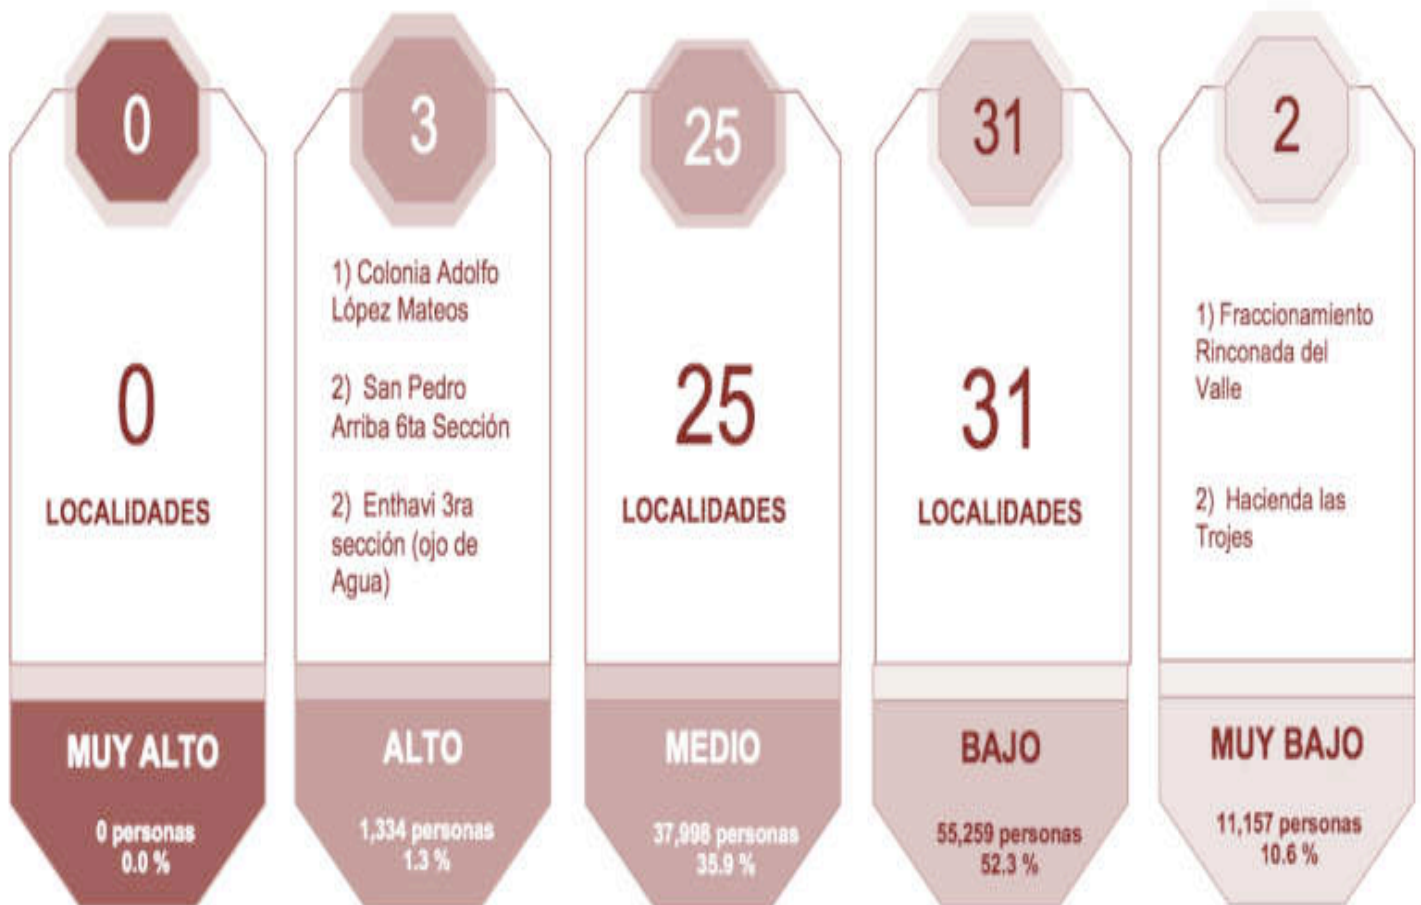 0
0
LOCALIDADES
MUY ALTO
0 personas
0.0 %
3
1) Colonia Adolfo
López Mateos
2) San Pedro
Arriba 6ta Sección
2) Enthavi 3ra
sección (ojo de
Agua)
ALTO
1,334 personas
1.3 %
25
25
LOCALIDADES
MEDIO
37,998 personas
35.9 %
31
31
LOCALIDADES
BAJO
55,259 personas
52.3 %
2
1) Fraccionamiento
Rinconada del
Valle
2) Hacienda las
Trojes
MUY BAJO
11,157 personas
10.6 %